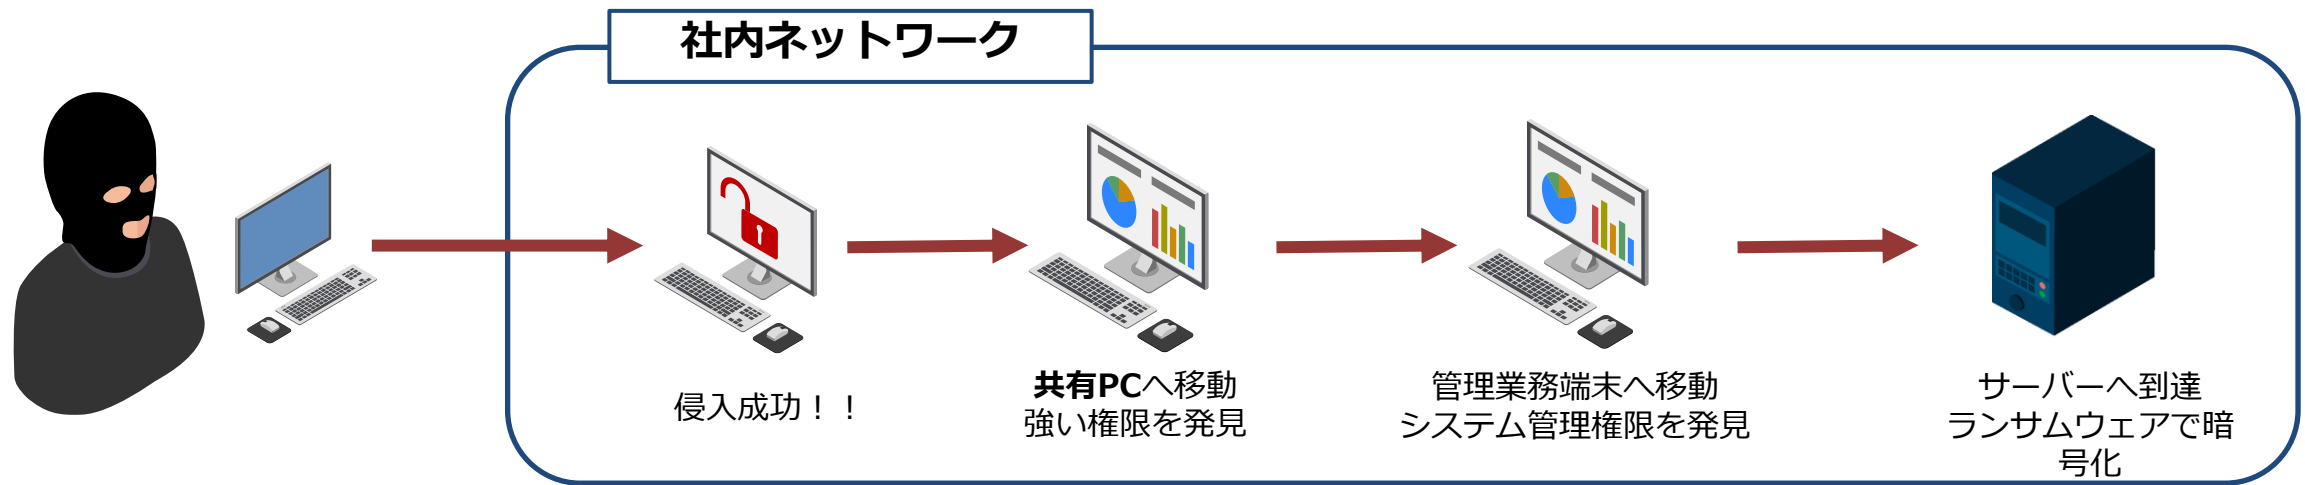 社内ネットワーク
侵入成功！！
共有PCへ移動
強い権限を発見
管理業務端末へ移動
システム管理権限を発見
サーバーへ到達
ランサムウェアで暗
号化